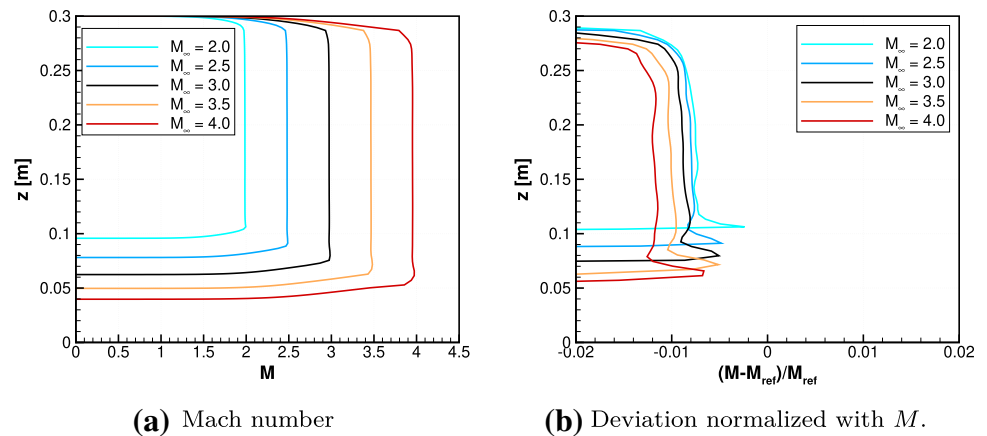 0.3
0.25
0.2
0.15
0.1
0.05
0
z [m]
M∞ = 2.0
M∞ = 2.5
M∞ = 3.0
M∞ = 3.5
M∞ = 4.0
0 0.5 1 1.5 2 2.5 3 3.5 4 4.5
M
(a) Mach number
0.3
0.25
0.2
0.15
0.1
0.05
0
z [m]
M∞ = 2.0
M∞ = 2.5
M∞ = 3.0
M∞ = 3.5
M∞ = 4.0
-0.02 -0.01 0 0.01 0.02
(M-Mref)/Mref
(b) Deviation normalized with M.